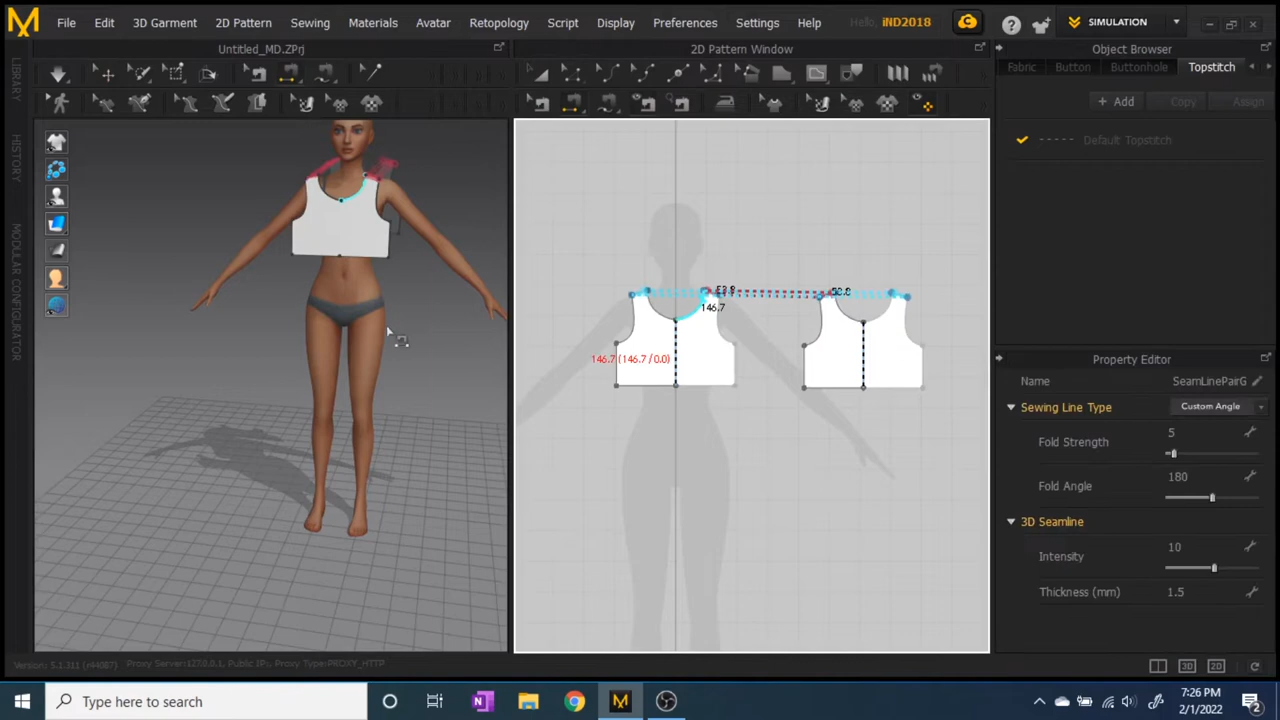 File Edit 3D Garment 2D Pattern Sewing Materials Avatar Retopology Script Display Preferences Settings Help Hello, iND2018 SIMULATION
Untitled_MD.ZPrj
2D Pattern Window
Object Browser
Fabric Button Buttonhole Topstitch
+ Add Copy Assign
Default Topstitch
LIBRARY
HISTORY
MODULAR CONFIGURATOR
146.7
146.7 (146.7 / 0.0)
Property Editor
Name SeamLinePairG
Sewing Line Type Custom Angle
Fold Strength 5
Fold Angle 180
3D Seamline
Intensity 10
Thickness (mm) 1.5
Version: 5.1.311 (r44087) Proxy Server:127.0.0.1, Public IP:, Proxy Type:PROXY_HTTP
3D 2D
Type here to search
7:26 PM
2/1/2022
2